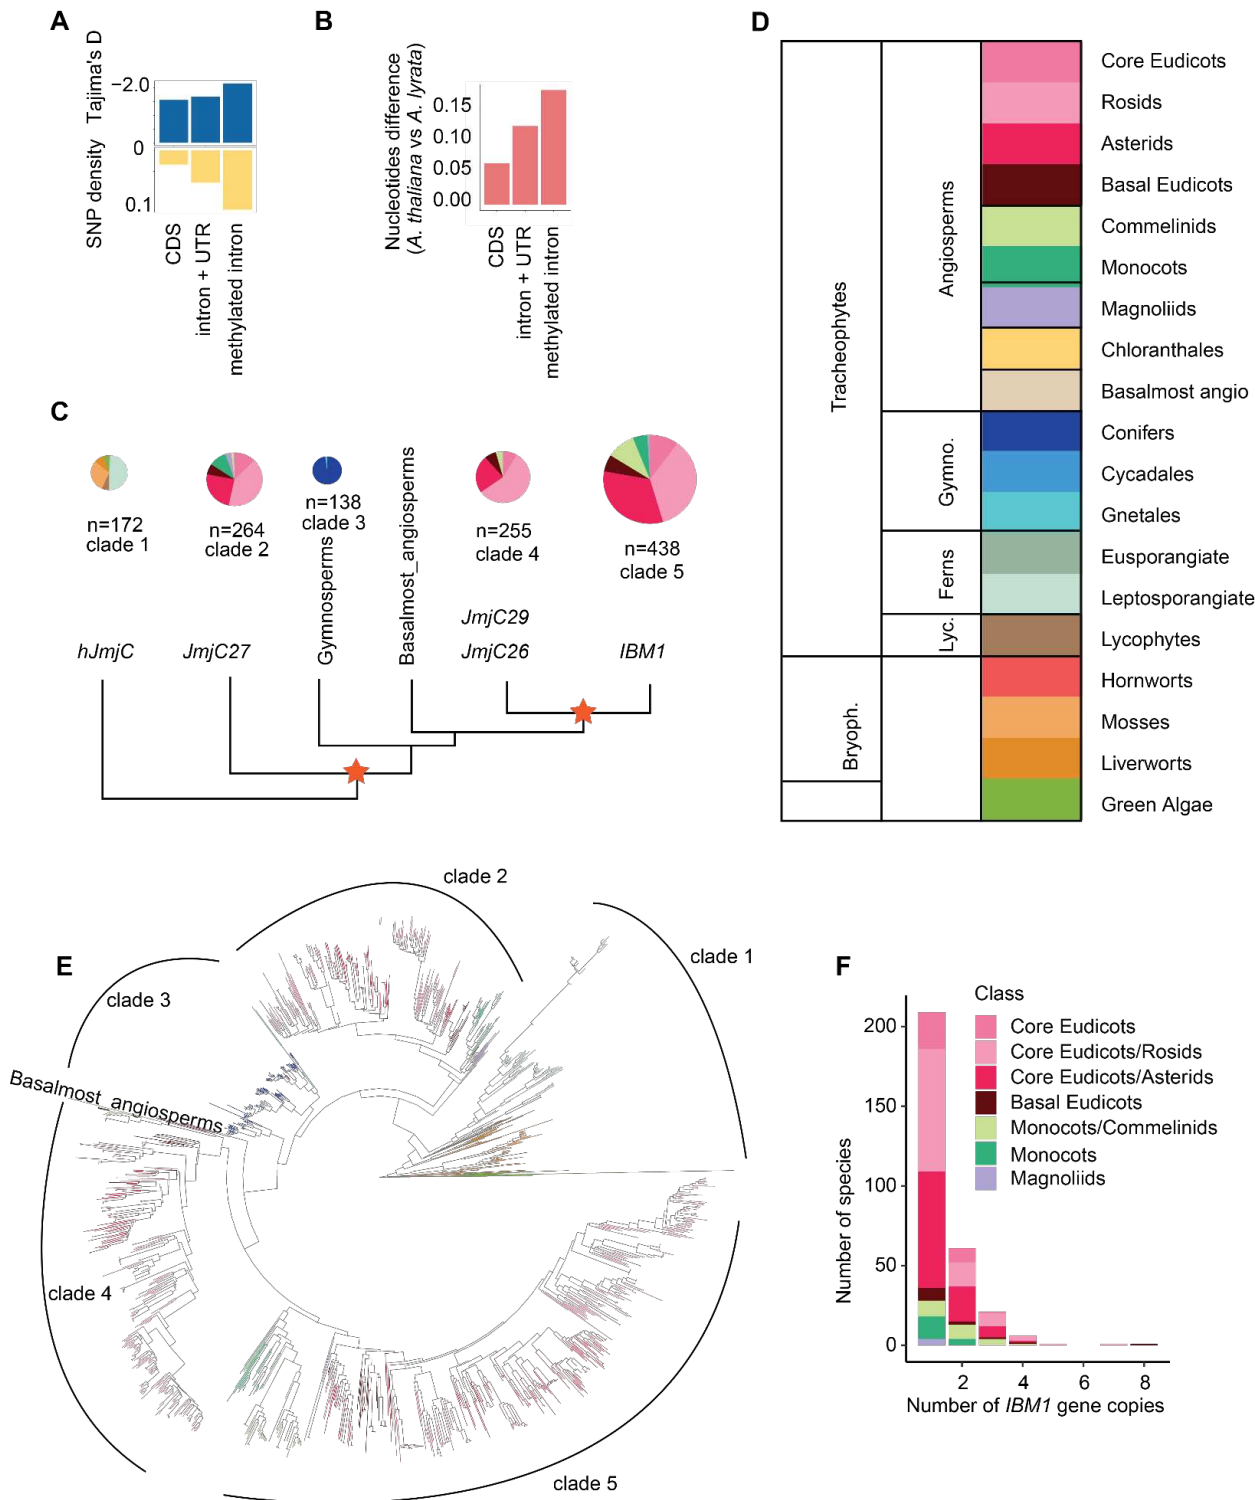 A
Tajima's D
−2.0
0
SNP density
0.1
CDS
intron + UTR
methylated intron
B
Nucleotides difference
(A. thaliana vs A. lyrata)
0.15
0.10
0.05
0.00
CDS
intron + UTR
methylated intron
C
n=172
clade 1
n=264
clade 2
n=138
clade 3
Gymnosperms
Basalmost_angiosperms
n=255
clade 4
n=438
clade 5
hJmjC
JmjC27
JmjC29
JmjC26
IBM1
D
Tracheophytes
Bryoph.
Angiosperms
Gymno.
Ferns
Lyc.
Core Eudicots
Rosids
Asterids
Basal Eudicots
Commelinids
Monocots
Magnoliids
Chloranthales
Basalmost angio
Conifers
Cycadales
Gnetales
Eusporangiate
Leptosporangiate
Lycophytes
Hornworts
Mosses
Liverworts
Green Algae
E
clade 1
clade 2
clade 3
Basalmost_angiosperms
clade 4
clade 5
F
Class
Core Eudicots
Core Eudicots/Rosids
Core Eudicots/Asterids
Basal Eudicots
Monocots/Commelinids
Monocots
Magnoliids
Number of species
200
150
100
50
0
2 4 6 8
Number of IBM1 gene copies